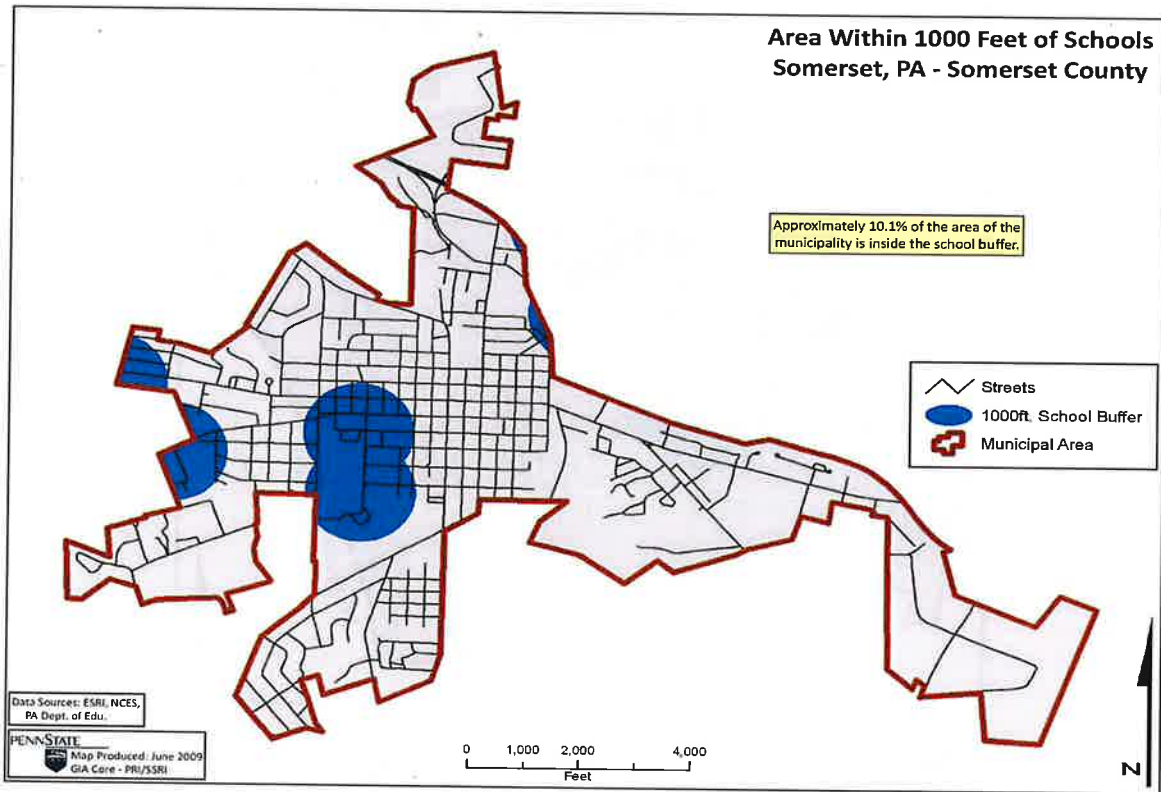 Area Within 1000 Feet of Schools
Somerset, PA - Somerset County
Approximately 10.1% of the area of the
municipality is inside the school buffer.
Streets
1000ft. School Buffer
Municipal Area
Data Sources: ESRI, NCES,
PA Dept. of Edu.
PENNSTATE
Map Produced: June 2009
GIA Core - PRI/SSRI
0 1,000 2,000 4,000
Feet
N